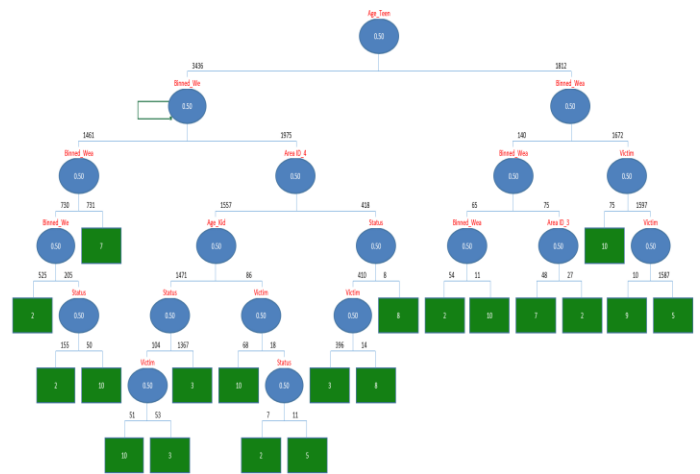 Age_Teen
0.50
3436 1812
Binned_We Binned_Wea
0.50 0.50
1461 1975 140 1672
Binned_Wea Area ID_4 Binned_Wea Victim
0.50 0.50 0.50 0.50
730 731 1557 418 65 75 75 1597
Binned_We Age_Kid Status Binned_Wea Area ID_3 Victim
0.50 7 0.50 0.50 0.50 0.50 10 0.50
525 205 1471 86 410 8 54 11 48 27 10 1587
Status Status Victim Victim
2 0.50 0.50 0.50 0.50 8 2 10 7 2 9 5
155 50 104 1367 68 18 396 14
Victim Status
2 10 0.50 3 10 0.50 3 8
51 53 7 11
10 3 2 5